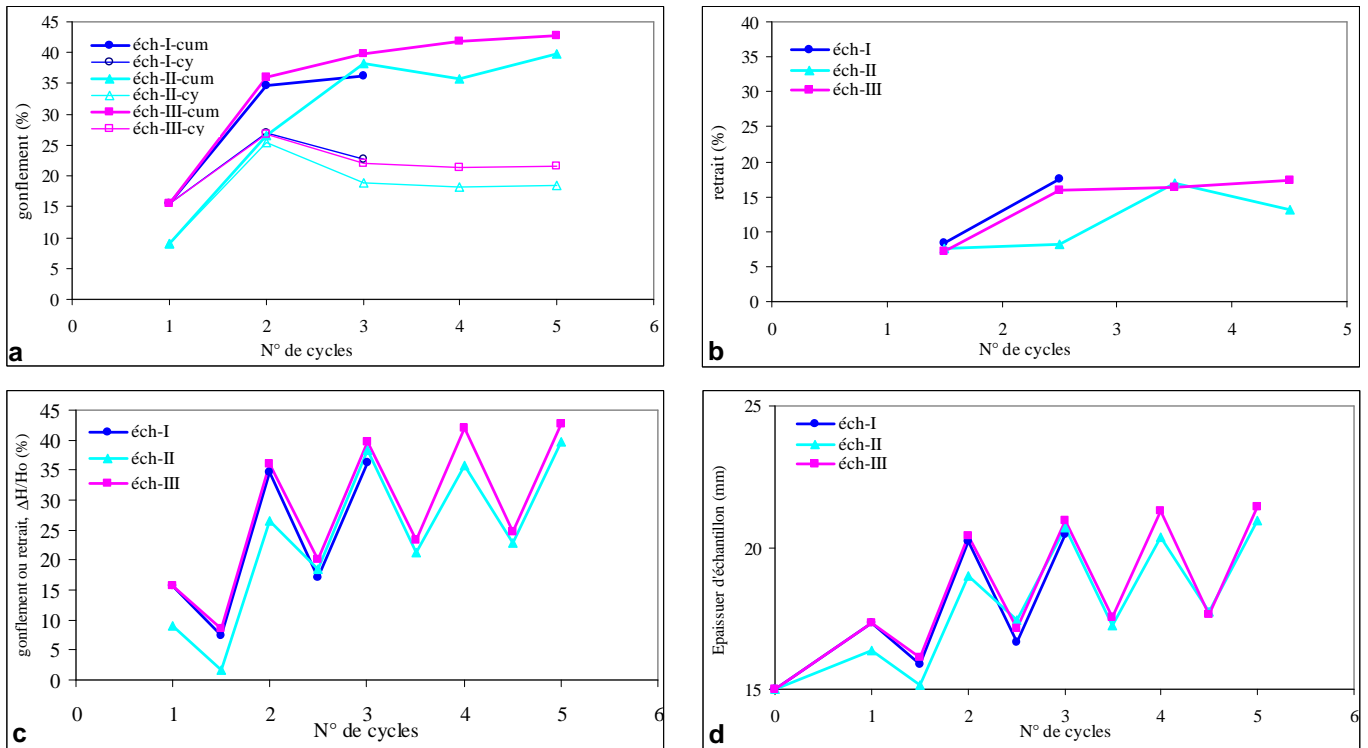 gonflement (%)
45
40
35
30
25
20
15
10
5
0
éch-I-cum
éch-I-cy
éch-II-cum
éch-II-cy
éch-III-cum
éch-III-cy
0 1 2 3 4 5 6
N° de cycles
a
retrait (%)
40
35
30
25
20
15
10
5
0
éch-I
éch-II
éch-III
0 1 2 3 4 5 6
N° de cycles
b
gonflement ou retrait, ΔH/Ho (%)
45
40
35
30
25
20
15
10
5
0
éch-I
éch-II
éch-III
0 1 2 3 4 5 6
N° de cycles
c
Epaissuer d'échantillon (mm)
25
20
15
éch-I
éch-II
éch-III
0 1 2 3 4 5 6
N° de cycles
d